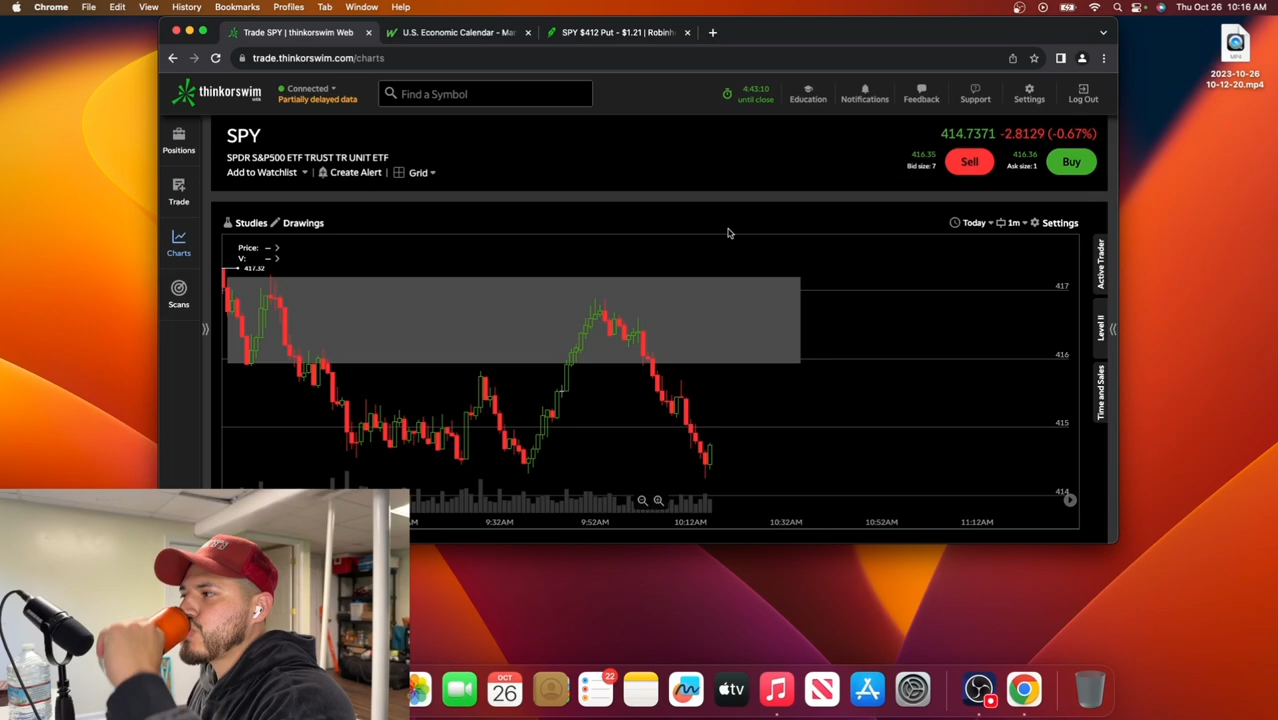 Chrome File Edit View History Bookmarks Profiles Tab Window Help
Thu Oct 26 10:16 AM
Trade SPY | thinkorswim Web
U.S. Economic Calendar - Mar
SPY $412 Put - $1.21 | Robinh
trade.thinkorswim.com/charts
thinkorswim web
Connected
Partially delayed data
Find a Symbol
4:43:10
until close
Education
Notifications
Feedback
Support
Settings
Log Out
Positions
Trade
Charts
Scans
SPY
SPDR S&P500 ETF TRUST TR UNIT ETF
Add to Watchlist
Create Alert
Grid
414.7371 -2.8129 (-0.67%)
416.35
Bid size: 7
Sell
416.36
Ask size: 1
Buy
Studies
Drawings
Today
1m
Settings
Price: –
V: –
417.32
417
416
415
414
Active Trader
Level II
Time and Sales
AM
9:32AM
9:52AM
10:12AM
10:32AM
10:52AM
11:12AM
MP4
2023-10-26
10-12-20.mp4
OCT
26
22
tv